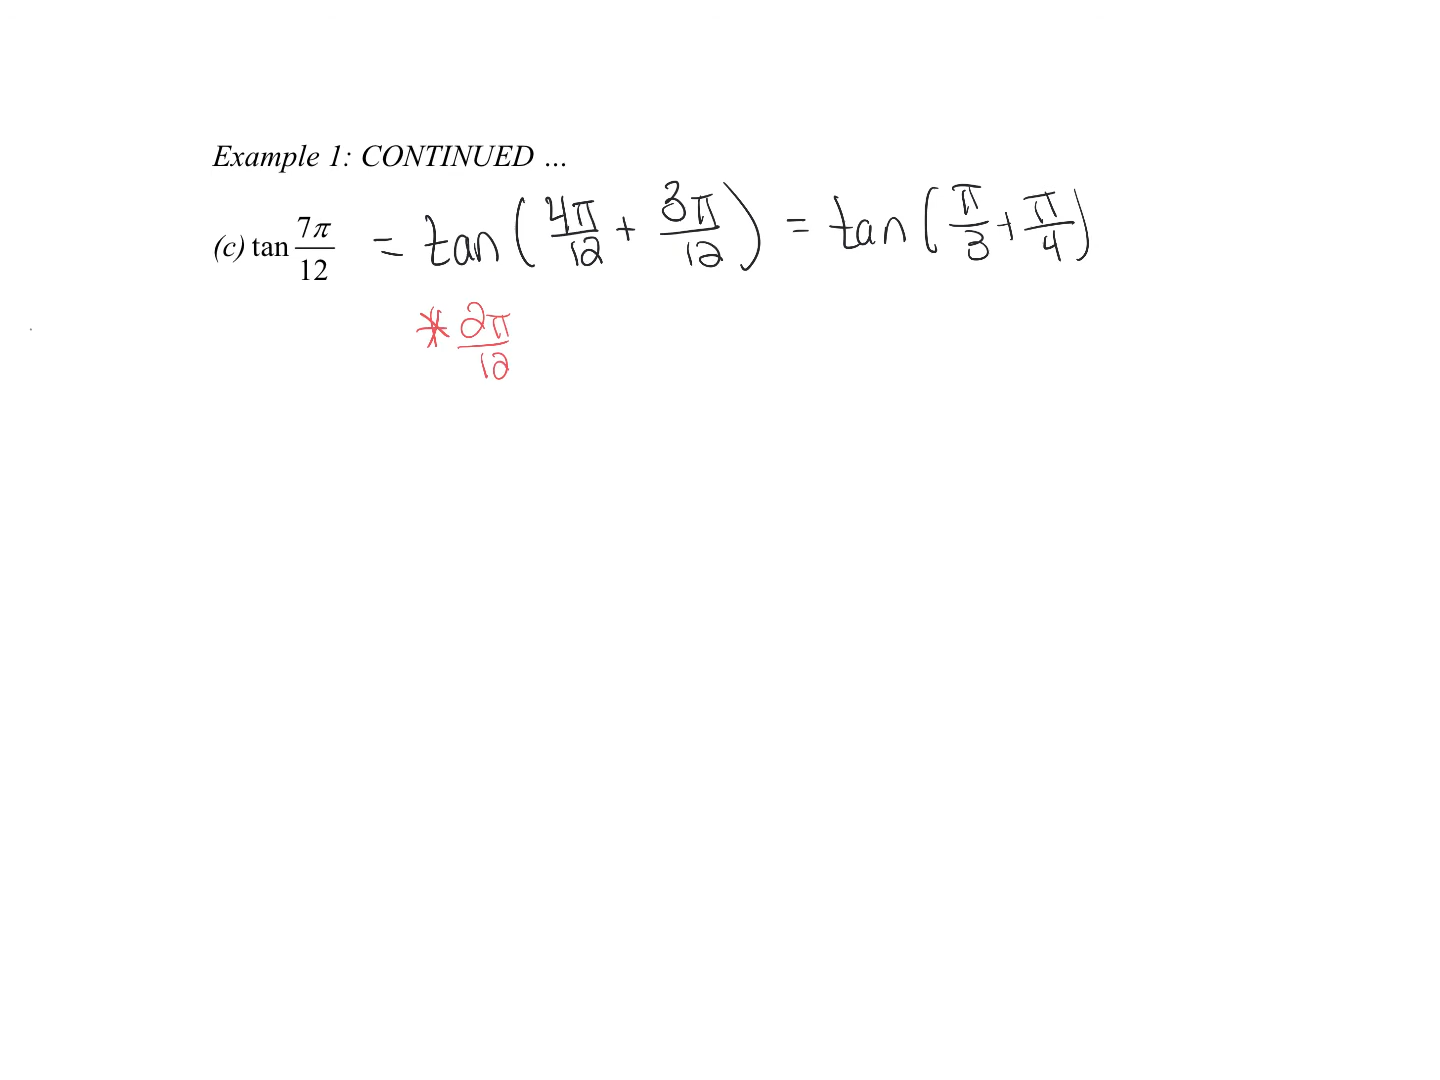 Example 1: CONTINUED …
(c) tan 7π/12 = tan(4π/12 + 3π/12) = tan(π/3 + π/4)
* 2π/12